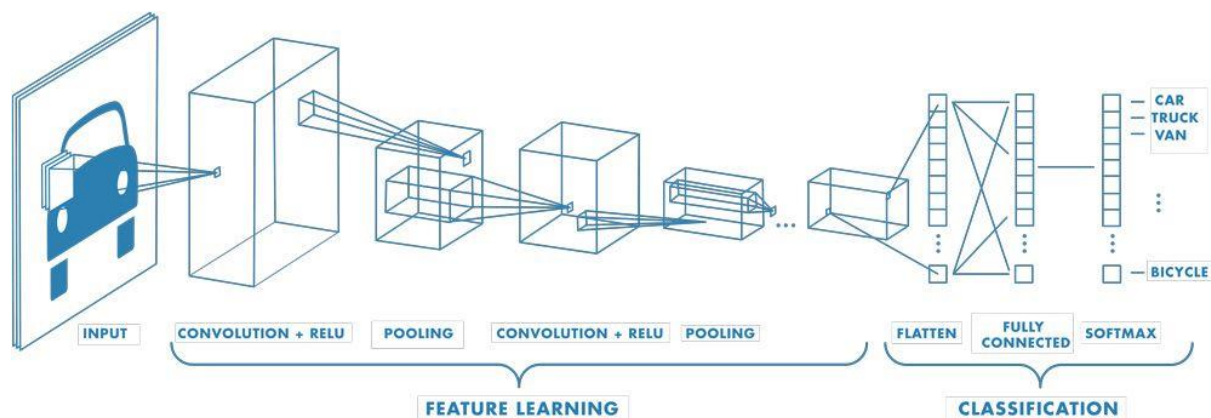 CAR
TRUCK
VAN
BICYCLE
INPUT
CONVOLUTION + RELU
POOLING
CONVOLUTION + RELU
POOLING
FLATTEN
FULLY
CONNECTED
SOFTMAX
FEATURE LEARNING
CLASSIFICATION